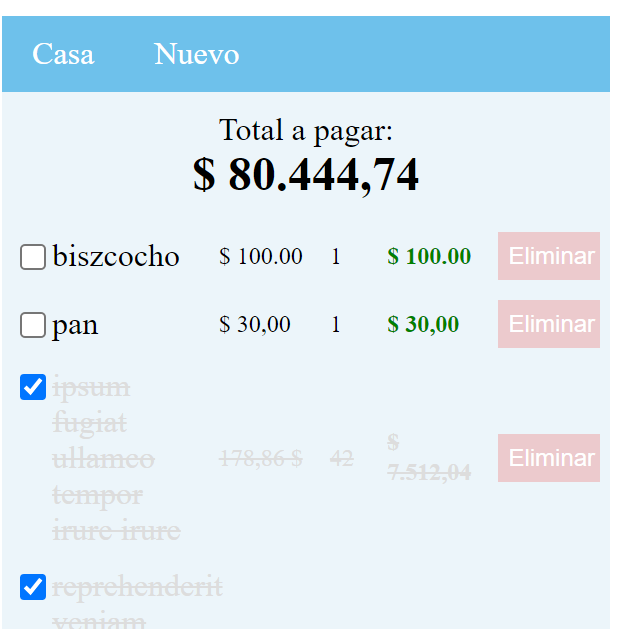 Casa Nuevo
Total a pagar:
$ 80.444,74
biszcocho $ 100.00 1 $ 100.00 Eliminar
pan $ 30,00 1 $ 30,00 Eliminar
ipsum
fugiat
ullamco
tempor
irure irure
178,86 $ 42 $
7.512,04
Eliminar
reprehenderit
veniam